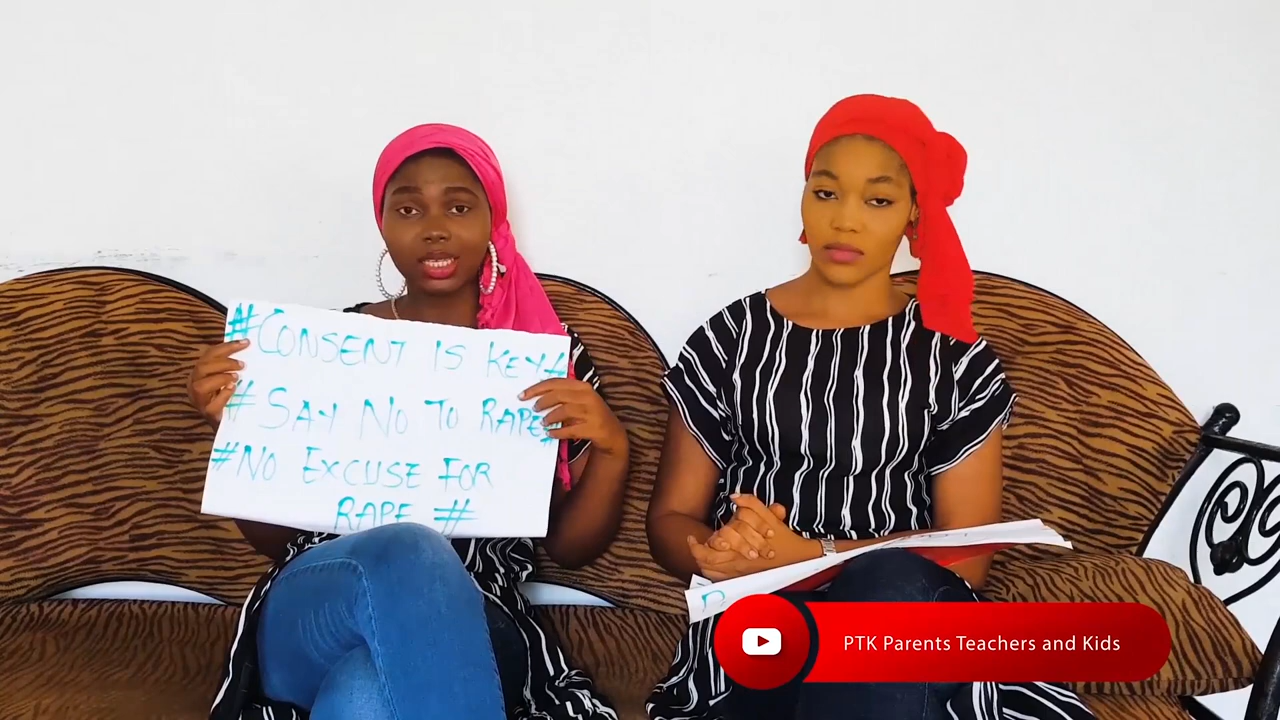 #CONSENT IS KEY#
#SAY NO TO RAPE#
#NO EXCUSE FOR
RAPE #
PTK Parents Teachers and Kids